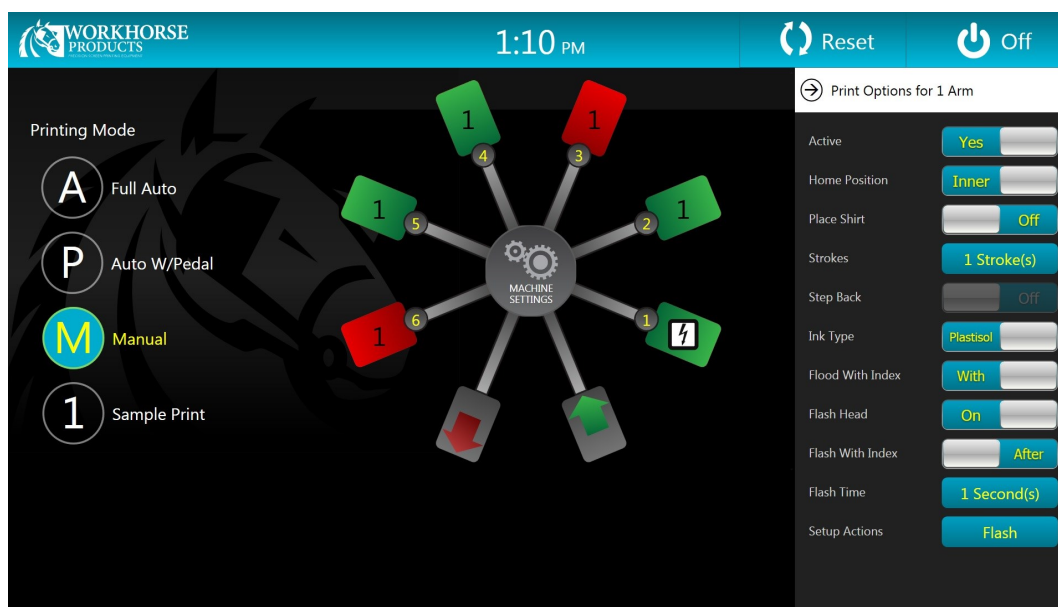 WORKHORSE
PRODUCTS
1:10 PM
Reset
Off
Print Options for 1 Arm
Printing Mode
A Full Auto
P Auto W/Pedal
M Manual
1 Sample Print
1
4
1
3
1
5
1
2
MACHINE
SETTINGS
1
6
1
Active Yes
Home Position Inner
Place Shirt Off
Strokes 1 Stroke(s)
Step Back Off
Ink Type Plastisol
Flood With Index With
Flash Head On
Flash With Index After
Flash Time 1 Second(s)
Setup Actions Flash